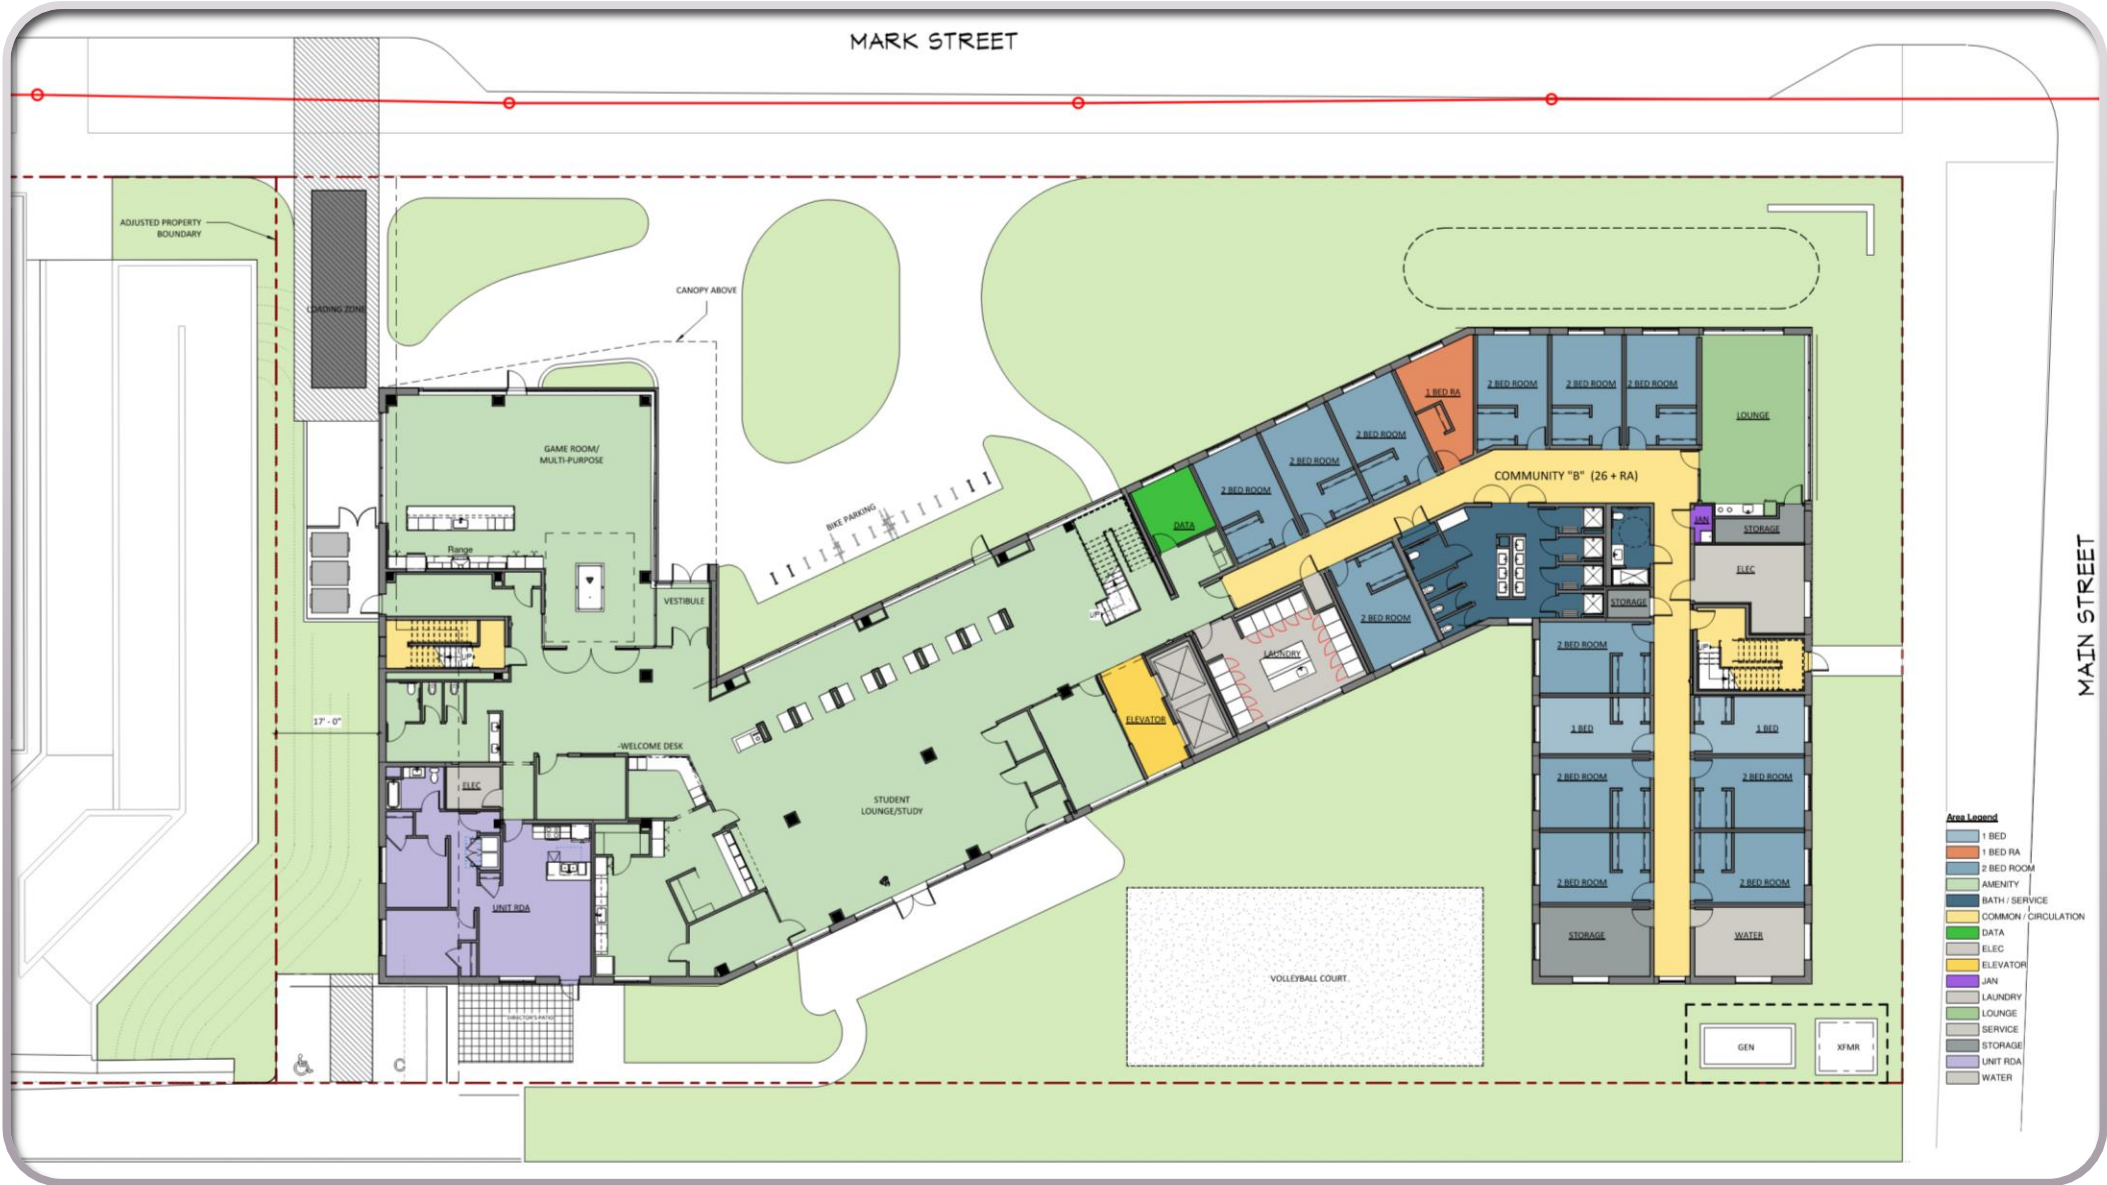 MARK STREET
ADJUSTED PROPERTY
BOUNDARY
LOADING ZONE
CANOPY ABOVE
GAME ROOM/
MULTI-PURPOSE
Range
VESTIBULE
UP
BIKE PARKING
UP
DATA
2 BED ROOM
2 BED ROOM
2 BED ROOM
1 BED RA
2 BED ROOM
2 BED ROOM
2 BED ROOM
LOUNGE
COMMUNITY "B" (26 + RA)
JAN
STORAGE
ELEC
STORAGE
UP
2 BED ROOM
LAUNDRY
ELEVATOR
2 BED ROOM
1 BED
1 BED
2 BED ROOM
2 BED ROOM
2 BED ROOM
2 BED ROOM
STORAGE
WATER
17' - 0"
-WELCOME DESK
ELEC
STUDENT
LOUNGE/STUDY
UNIT RDA
DIRECTOR'S PATIO
C
VOLLEYBALL COURT
GEN
XFMR
MAIN STREET
Area Legend
1 BED
1 BED RA
2 BED ROOM
AMENITY
BATH / SERVICE
COMMON / CIRCULATION
DATA
ELEC
ELEVATOR
JAN
LAUNDRY
LOUNGE
SERVICE
STORAGE
UNIT RDA
WATER